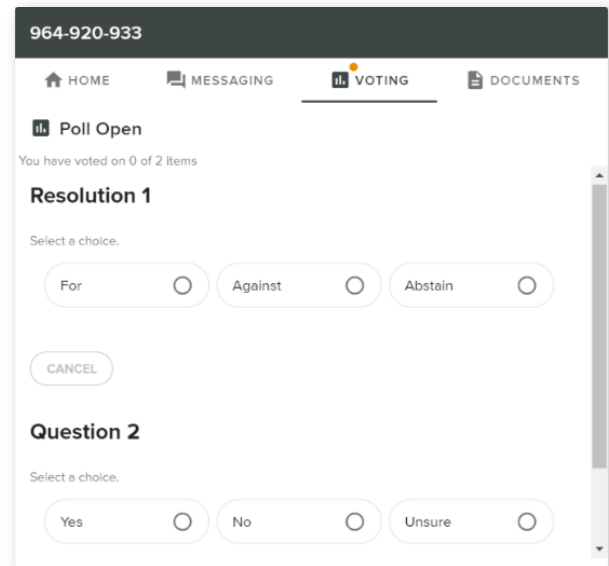 964-920-933
HOME MESSAGING VOTING DOCUMENTS
Poll Open
You have voted on 0 of 2 items
Resolution 1
Select a choice.
For Against Abstain
CANCEL
Question 2
Select a choice.
Yes No Unsure